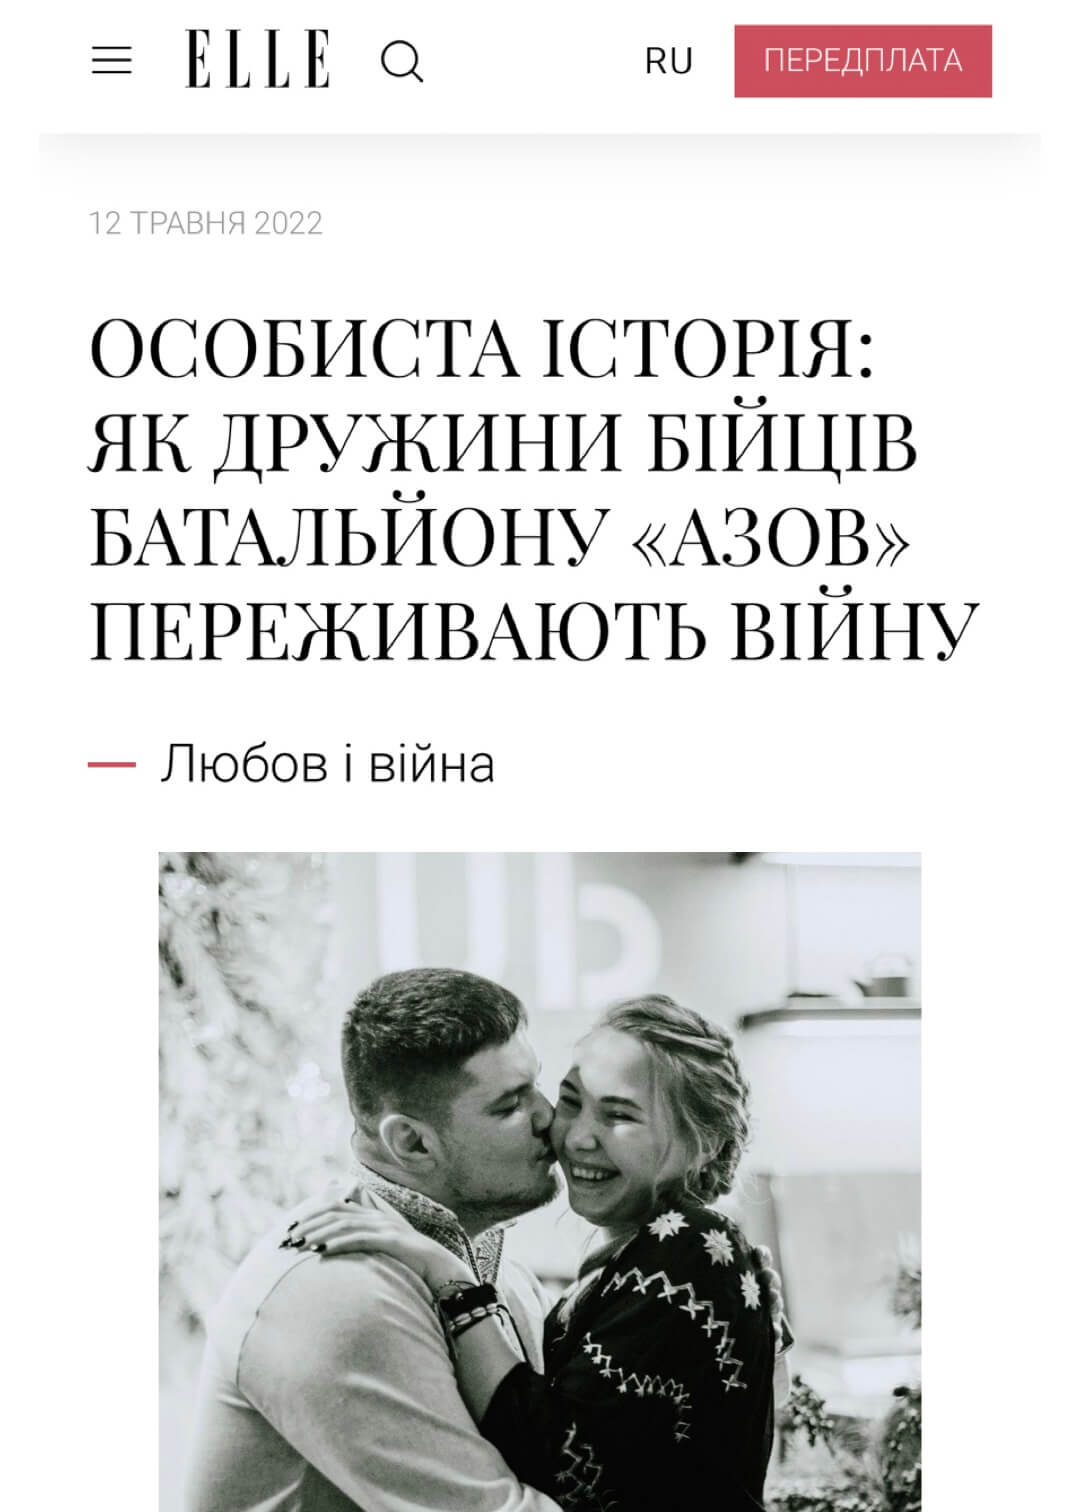 ELLE
RU
ПЕРЕДПЛАТА
12 ТРАВНЯ 2022
ОСОБИСТА ІСТОРІЯ:
ЯК ДРУЖИНИ БІЙЦІВ
БАТАЛЬЙОНУ «АЗОВ»
ПЕРЕЖИВАЮТЬ ВІЙНУ
Любов і війна